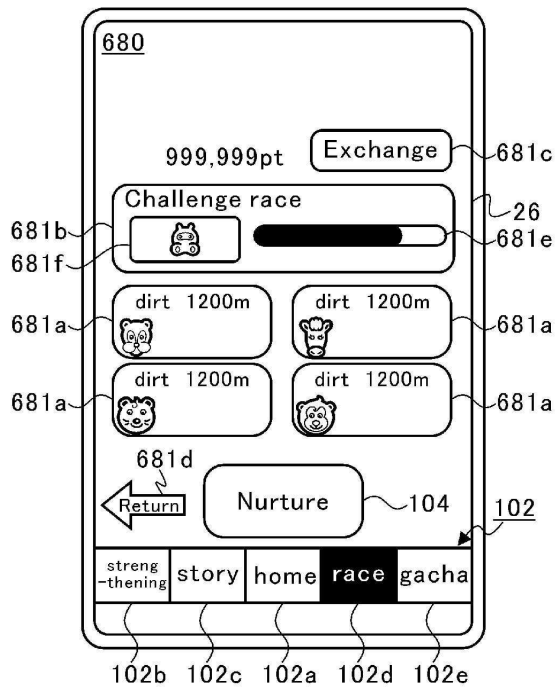 680
999,999pt
Exchange
681c
Challenge race
26
681b
681e
681f
dirt 1200m
dirt 1200m
681a
681a
dirt 1200m
dirt 1200m
681a
681a
681d
Return
Nurture
104
102
streng
-thening
story
home
race
gacha
102b
102c
102a
102d
102e